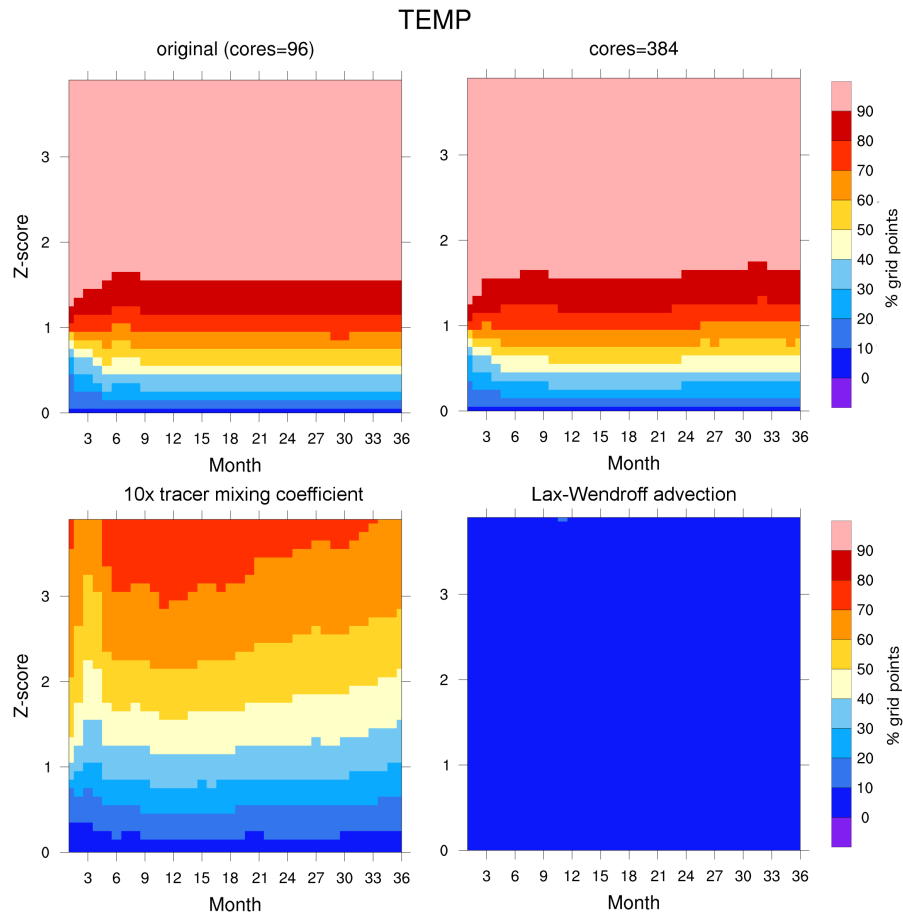 TEMP
original (cores=96)
cores=384
Z-score
3
2
1
0
3 6 9 12 15 18 21 24 27 30 33 36
Month
3
2
1
0
3 6 9 12 15 18 21 24 27 30 33 36
Month
90
80
70
60
50
40
30
20
10
0
% grid points
10x tracer mixing coefficient
Lax-Wendroff advection
Z-score
3
2
1
0
3 6 9 12 15 18 21 24 27 30 33 36
Month
3
2
1
0
3 6 9 12 15 18 21 24 27 30 33 36
Month
90
80
70
60
50
40
30
20
10
0
% grid points